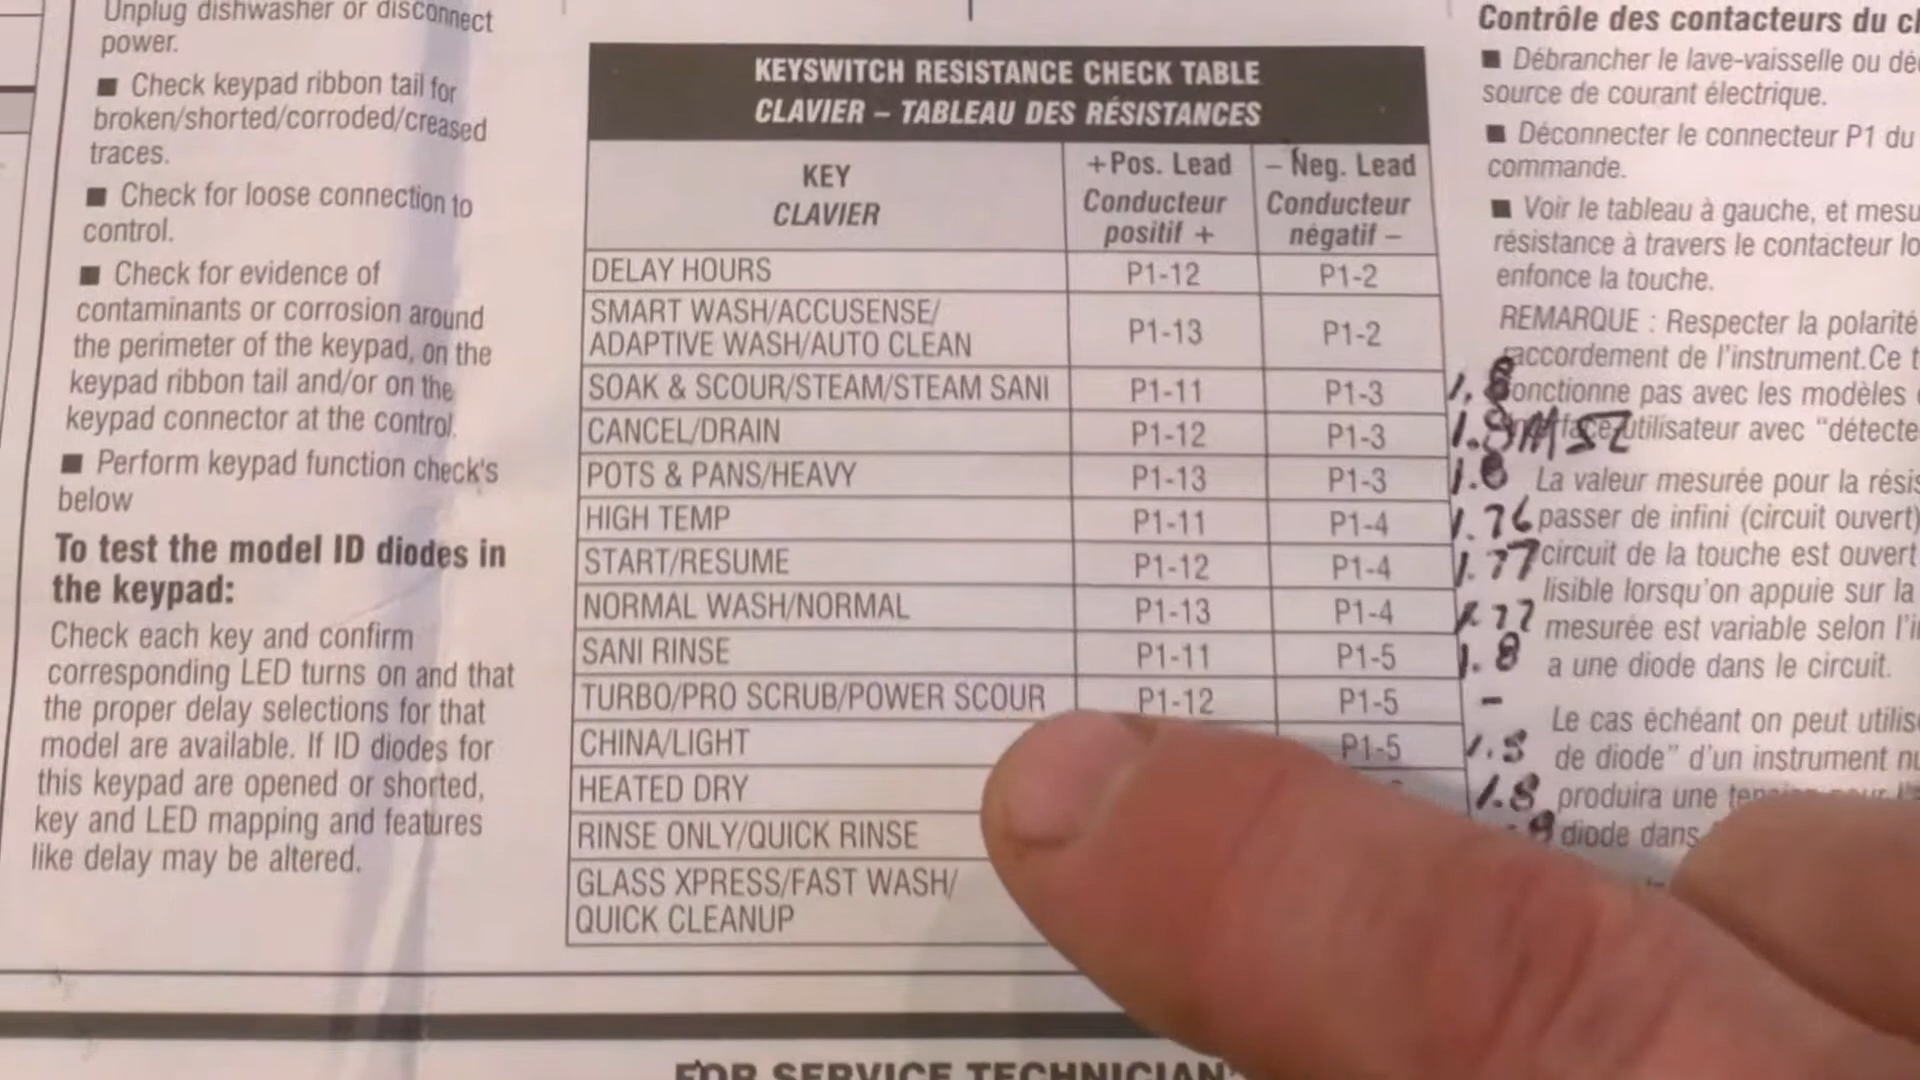 Unplug dishwasher or disconnect
power.
■ Check keypad ribbon tail for
broken/shorted/corroded/creased
traces.
■ Check for loose connection to
control.
■ Check for evidence of
contaminants or corrosion around
the perimeter of the keypad, on the
keypad ribbon tail and/or on the
keypad connector at the control.
■ Perform keypad function check's
below
To test the model ID diodes in
the keypad:
Check each key and confirm
corresponding LED turns on and that
the proper delay selections for that
model are available. If ID diodes for
this keypad are opened or shorted,
key and LED mapping and features
like delay may be altered.
KEYSWITCH RESISTANCE CHECK TABLE
CLAVIER – TABLEAU DES RÉSISTANCES
KEY
CLAVIER
+Pos. Lead
Conducteur
positif +
– Neg. Lead
Conducteur
négatif –
DELAY HOURS P1-12 P1-2
SMART WASH/ACCUSENSE/
ADAPTIVE WASH/AUTO CLEAN P1-13 P1-2
SOAK & SCOUR/STEAM/STEAM SANI P1-11 P1-3
CANCEL/DRAIN P1-12 P1-3
POTS & PANS/HEAVY P1-13 P1-3 1.8
HIGH TEMP P1-11 P1-4 1.76
START/RESUME P1-12 P1-4 1.77
NORMAL WASH/NORMAL P1-13 P1-4
SANI RINSE P1-11 P1-5 1.8
TURBO/PRO SCRUB/POWER SCOUR P1-12 P1-5 –
CHINA/LIGHT P1-5
HEATED DRY 1.8
RINSE ONLY/QUICK RINSE
GLASS XPRESS/FAST WASH/
QUICK CLEANUP
Contrôle des contacteurs du
■ Débrancher le lave-vaisselle ou
source de courant électrique.
■ Déconnecter le connecteur P1 du
commande.
■ Voir le tableau à gauche, et
résistance à travers le contacteur
enfonce la touche.
REMARQUE : Respecter la polarité
raccordement de l'instrument.Ce
fonctionne pas avec les modèles
utilisateur avec
La valeur mesurée pour la
passer de infini (circuit ouvert)
circuit de la touche est ouvert
lisible lorsqu'on appuie sur la
mesurée est variable selon
a une diode dans le circuit.
Le cas échéant on peut
de diode" d'un instrument
produira une
diode dans
FOR SERVICE TECHNICIAN